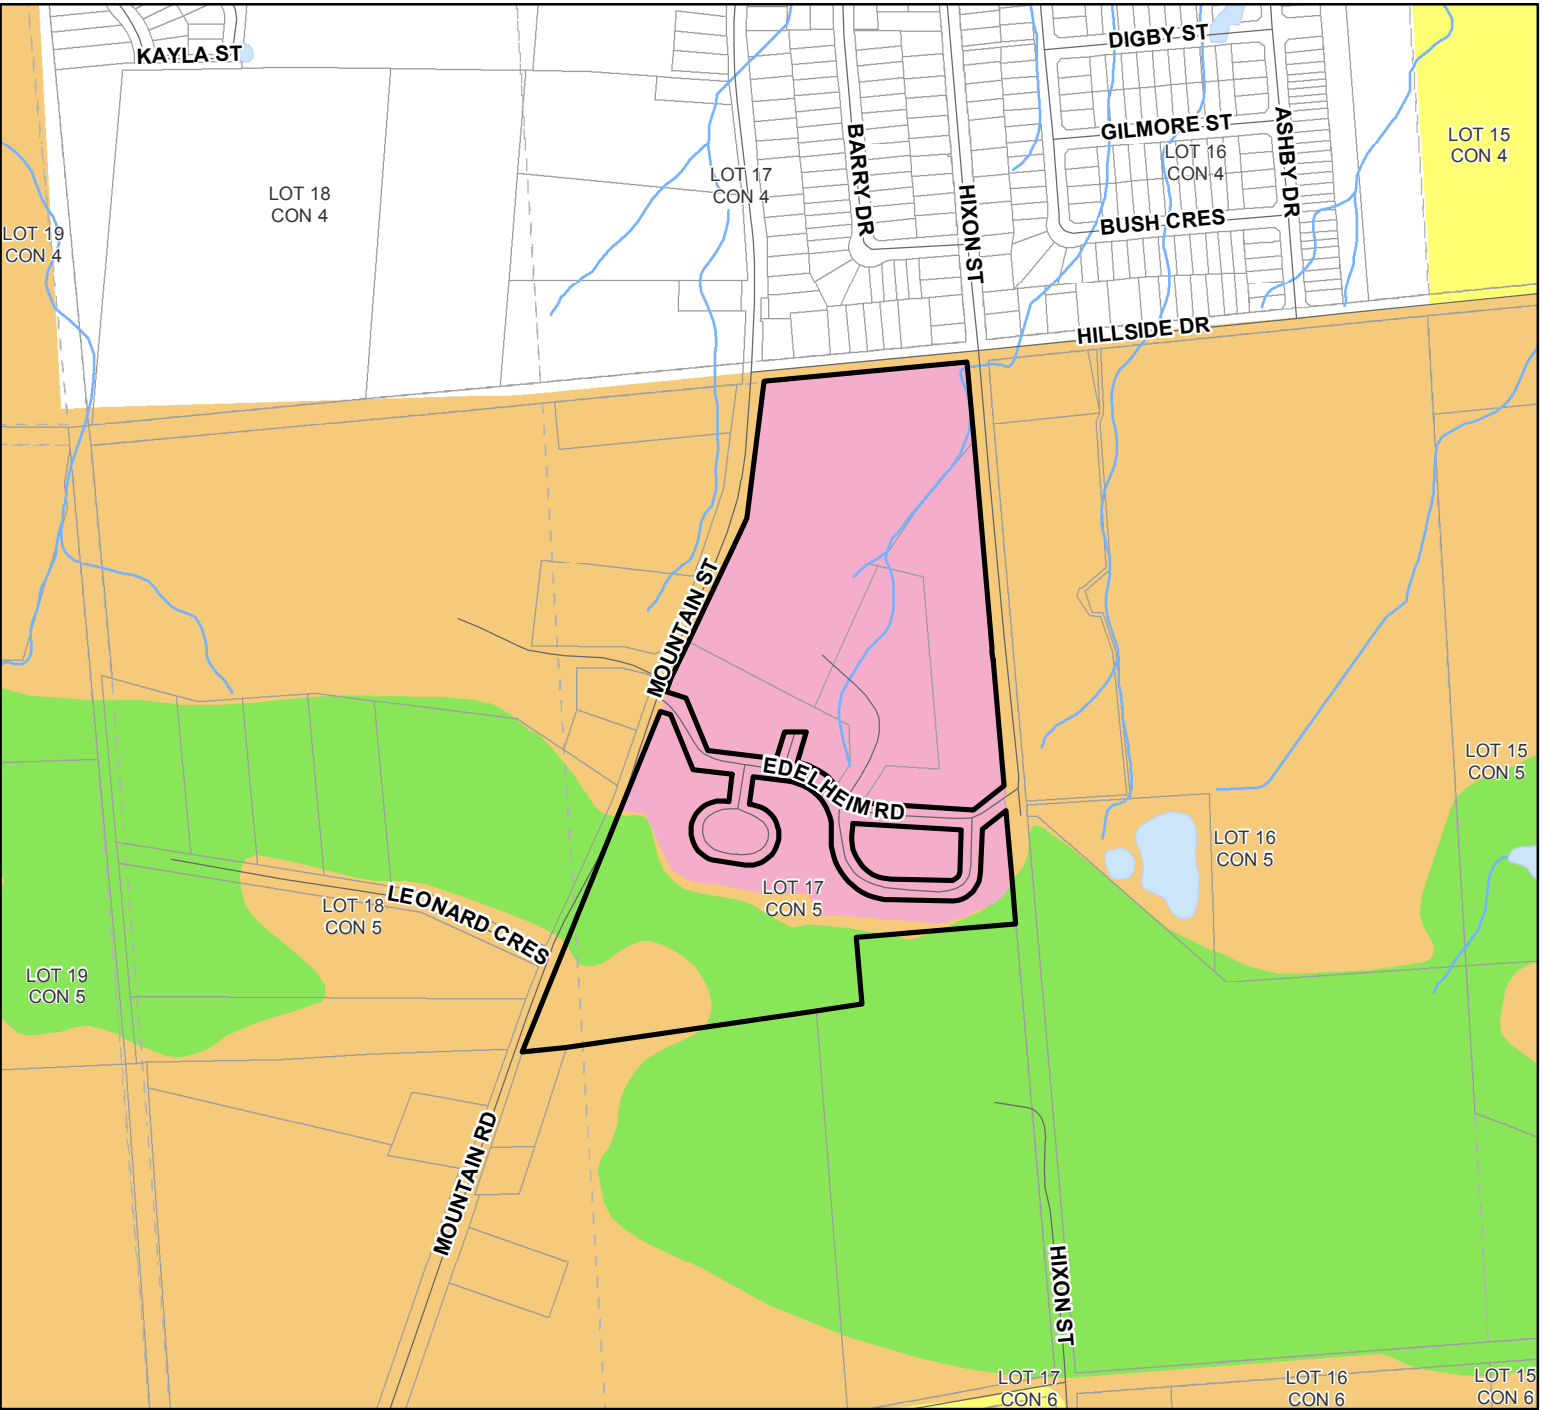 KAYLA ST
DIGBY ST
GILMORE ST
LOT 16
CON 4
ASHBY DR
BARRY DR
LOT 15
CON 4
LOT 17
CON 4
LOT 18
CON 4
HIXON ST
BUSH CRES
LOT 19
CON 4
HILLSIDE DR
MOUNTAIN ST
EDELHEIM RD
LOT 15
CON 5
LOT 16
CON 5
LOT 17
CON 5
LEONARD CRES
LOT 18
CON 5
LOT 19
CON 5
MOUNTAIN RD
HIXON ST
LOT 17
CON 6
LOT 16
CON 6
LOT 15
CON 6